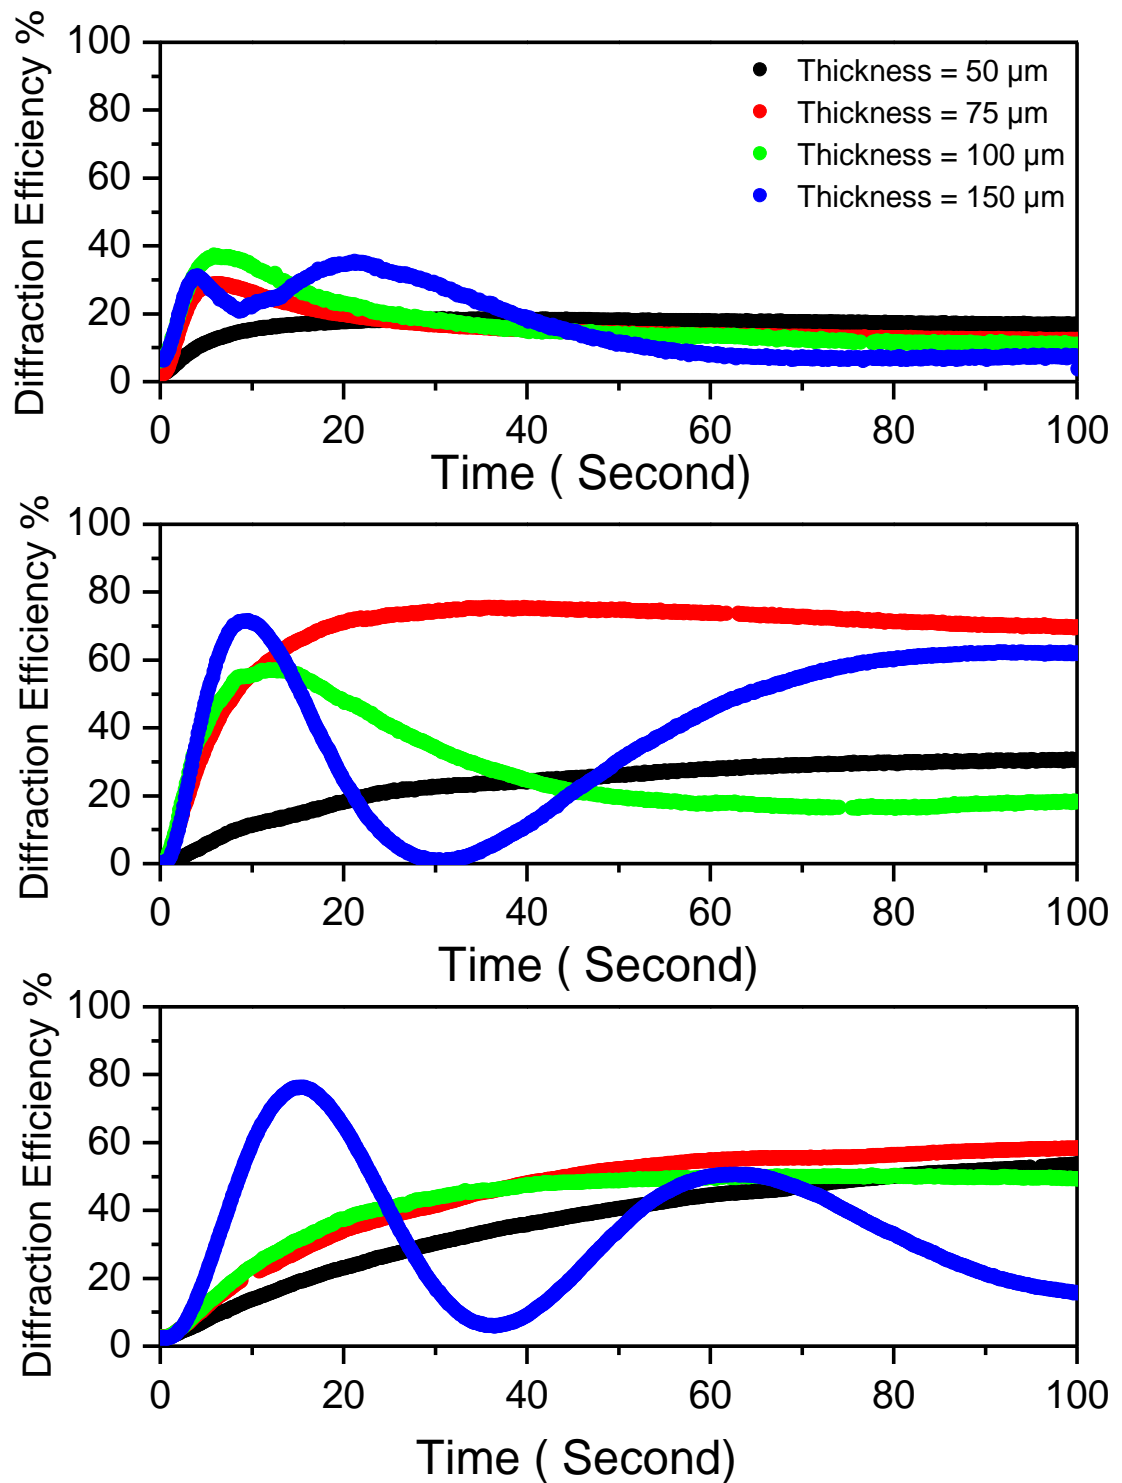 Diffraction Efficiency %
100
80
60
40
20
0
Thickness = 50 µm
Thickness = 75 µm
Thickness = 100 µm
Thickness = 150 µm
0 20 40 60 80 100
Time ( Second)
Diffraction Efficiency %
100
80
60
40
20
0
0 20 40 60 80 100
Time ( Second)
Diffraction Efficiency %
100
80
60
40
20
0
0 20 40 60 80 100
Time ( Second)